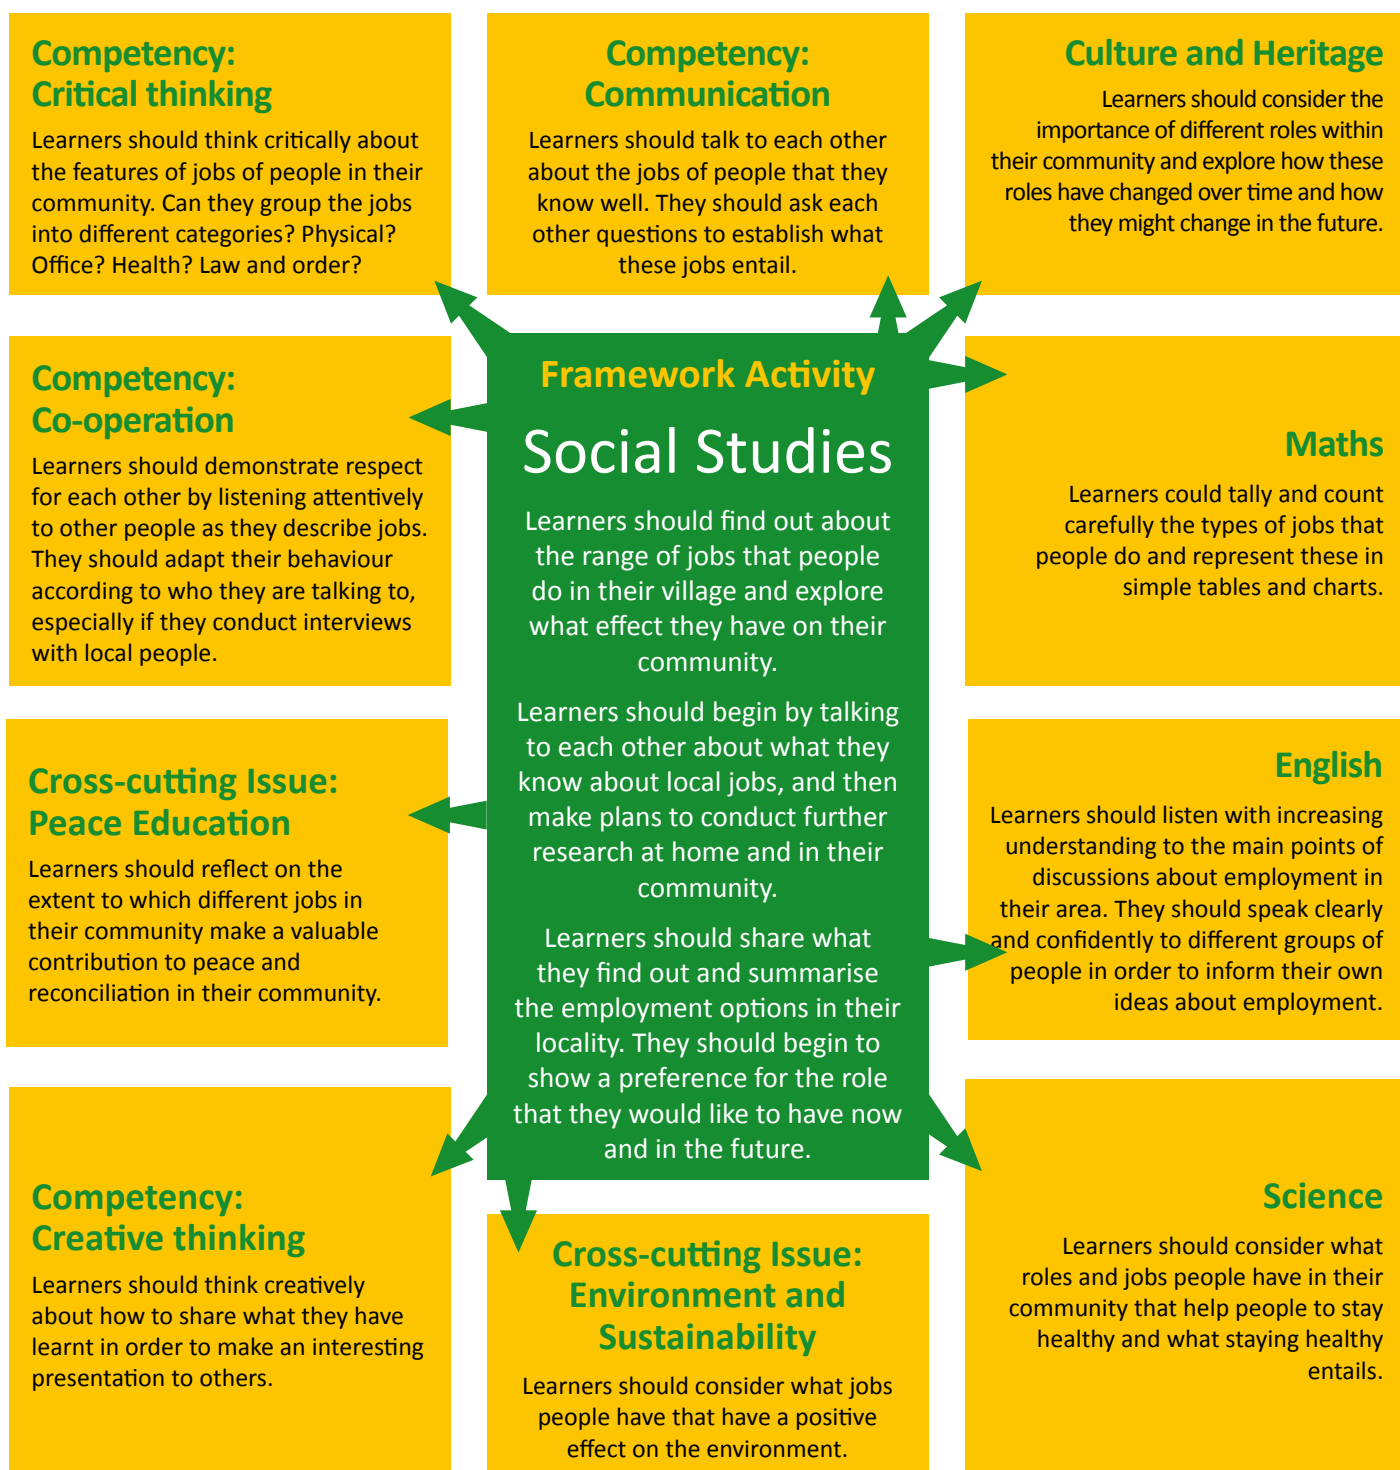 Competency:
Critical thinking
Learners should think critically about
the features of jobs of people in their
community. Can they group the jobs
into different categories? Physical?
Office? Health? Law and order?
Competency:
Communication
Learners should talk to each other
about the jobs of people that they
know well. They should ask each
other questions to establish what
these jobs entail.
Culture and Heritage
Learners should consider the
importance of different roles within
their community and explore how these
roles have changed over time and how
they might change in the future.
Competency:
Co-operation
Learners should demonstrate respect
for each other by listening attentively
to other people as they describe jobs.
They should adapt their behaviour
according to who they are talking to,
especially if they conduct interviews
with local people.
Framework Activity
Social Studies
Learners should find out about
the range of jobs that people
do in their village and explore
what effect they have on their
community.
Learners should begin by talking
to each other about what they
know about local jobs, and then
make plans to conduct further
research at home and in their
community.
Learners should share what
they find out and summarise
the employment options in their
locality. They should begin to
show a preference for the role
that they would like to have now
and in the future.
Maths
Learners could tally and count
carefully the types of jobs that
people do and represent these in
simple tables and charts.
Cross-cutting Issue:
Peace Education
Learners should reflect on the
extent to which different jobs in
their community make a valuable
contribution to peace and
reconciliation in their community.
English
Learners should listen with increasing
understanding to the main points of
discussions about employment in
their area. They should speak clearly
and confidently to different groups of
people in order to inform their own
ideas about employment.
Competency:
Creative thinking
Learners should think creatively
about how to share what they have
learnt in order to make an interesting
presentation to others.
Cross-cutting Issue:
Environment and
Sustainability
Learners should consider what jobs
people have that have a positive
effect on the environment.
Science
Learners should consider what
roles and jobs people have in their
community that help people to stay
healthy and what staying healthy
entails.